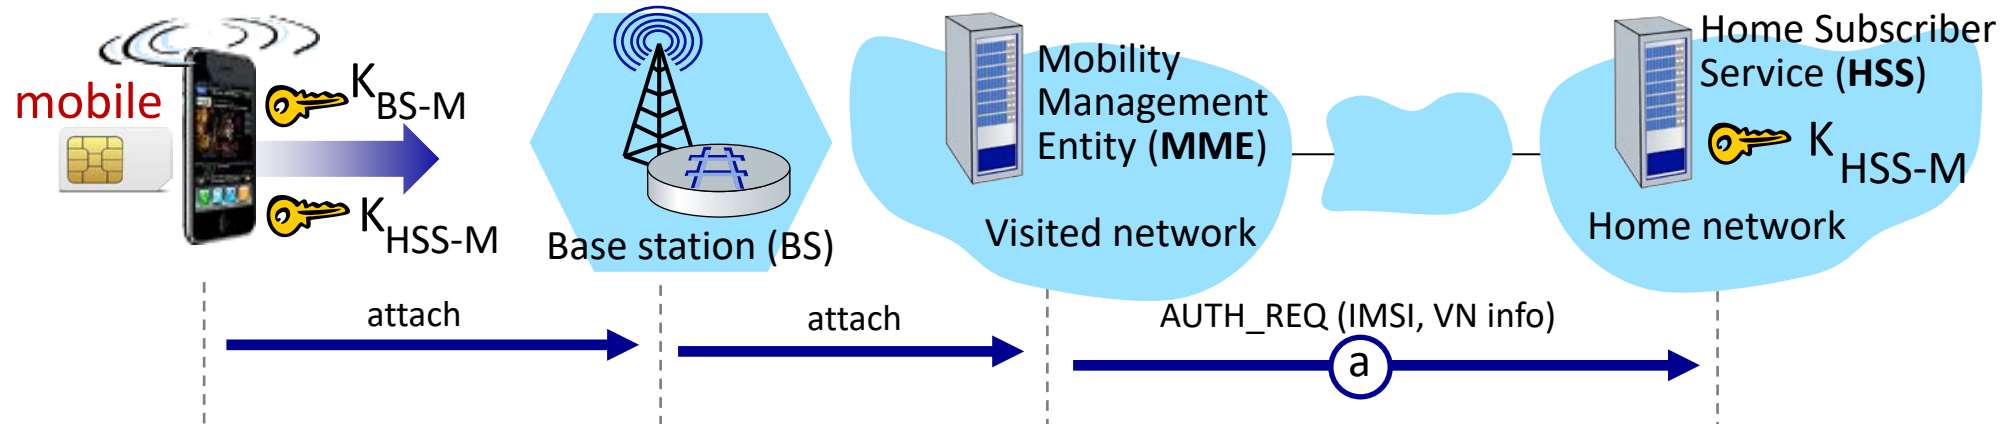 mobile
K BS-M
K HSS-M
Base station (BS)
Mobility
Management
Entity (MME)
Visited network
Home Subscriber
Service (HSS)
K HSS-M
Home network
attach
attach
AUTH_REQ (IMSI, VN info)
a